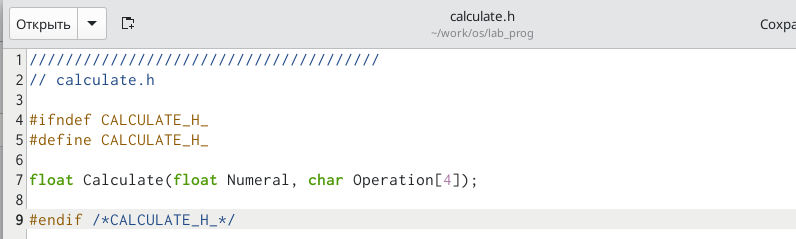 Открыть
calculate.h
~/work/os/lab_prog
Сохра
1 ///////////////////////////////////////
2 // calculate.h
3
4 #ifndef CALCULATE_H_
5 #define CALCULATE_H_
6
7 float Calculate(float Numeral, char Operation[4]);
8
9 #endif /*CALCULATE_H_*/